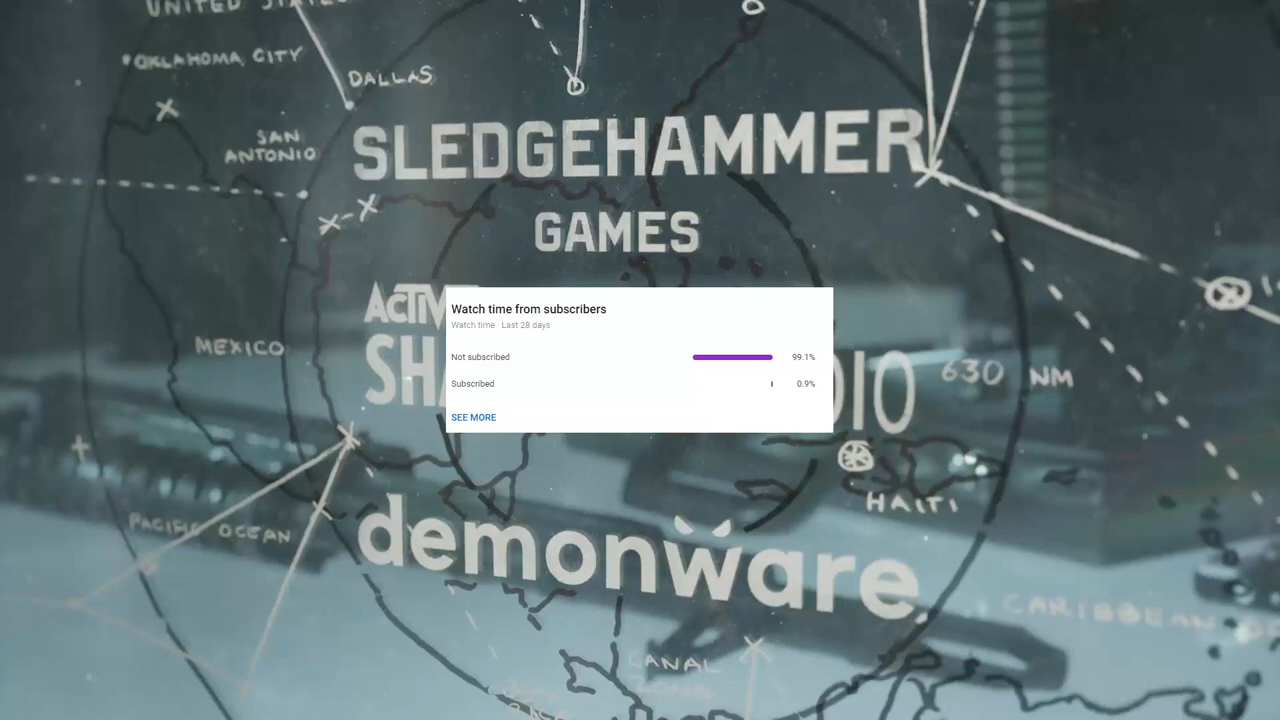 UNITED STATES
OKLAHOMA CITY
DALLAS
SAN
ANTONIO
SLEDGEHAMMER
GAMES
MEXICO
630 NM
Watch time from subscribers
Watch time · Last 28 days
Not subscribed 99.1%
Subscribed 0.9%
SEE MORE
HAITI
PACIFIC OCEAN
demonware
CARIBBEAN
CANAL
ZONE